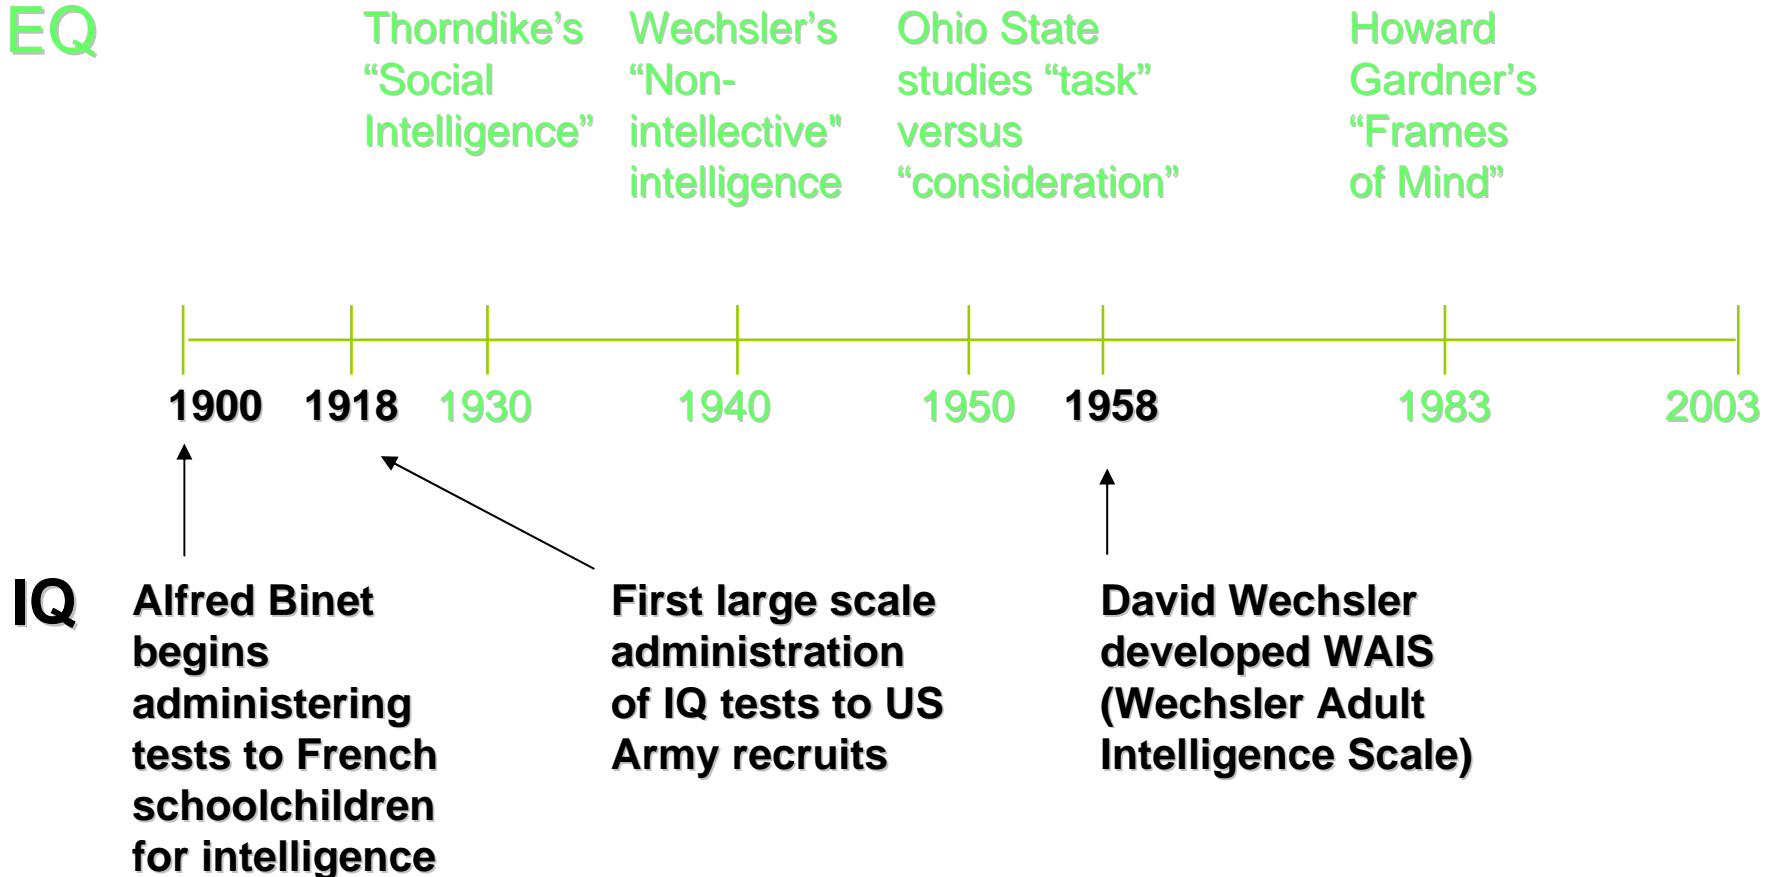 EQ
Thorndike’s
“Social
Intelligence”
Wechsler’s
“Non-
intellective"
intelligence
Ohio State
studies “task”
versus
“consideration”
Howard
Gardner’s
“Frames
of Mind”
1900 1918 1930 1940 1950 1958 1983 2003
IQ
Alfred Binet
begins
administering
tests to French
schoolchildren
for intelligence
First large scale
administration
of IQ tests to US
Army recruits
David Wechsler
developed WAIS
(Wechsler Adult
Intelligence Scale)